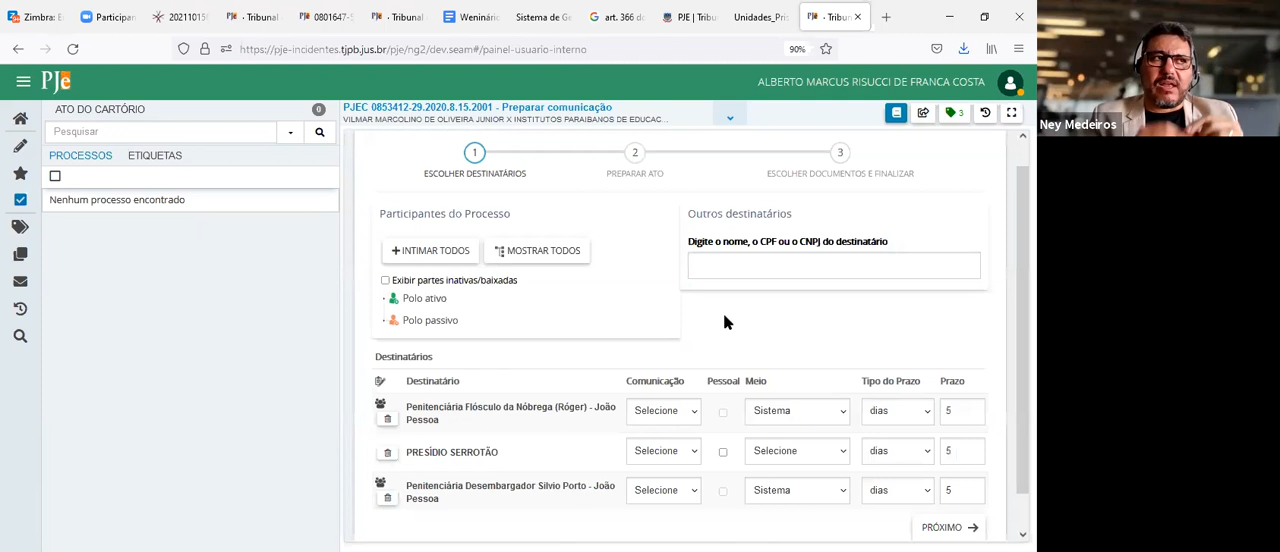 Zimbra: E
Participar
2021101515
· Tribunal
0801647-5
· Tribunal
Weninário
Sistema de Ge
art. 366 da
PJE | Tribu
Unidades_Pris
· Tribun
https://pje-incidentes.tjpb.jus.br/pje/ng2/dev.seam#/painel-usuario-interno
90%
PJe
ALBERTO MARCUS RISUCCI DE FRANCA COSTA
Ney Medeiros
ATO DO CARTÓRIO
0
Pesquisar
PROCESSOS
ETIQUETAS
Nenhum processo encontrado
PJEC 0853412-29.2020.8.15.2001 - Preparar comunicação
VILMAR MARCOLINO DE OLIVEIRA JUNIOR X INSTITUTOS PARAIBANOS DE EDUCAC...
3
1
2
3
ESCOLHER DESTINATÁRIOS
PREPARAR ATO
ESCOLHER DOCUMENTOS E FINALIZAR
Participantes do Processo
Outros destinatários
Digite o nome, o CPF ou o CNPJ do destinatário
+ INTIMAR TODOS
MOSTRAR TODOS
Exibir partes inativas/baixadas
Polo ativo
Polo passivo
Destinatários
Destinatário Comunicação Pessoal Meio Tipo do Prazo Prazo
Penitenciária Flósculo da Nóbrega (Róger) - João
Pessoa
Selecione Sistema dias 5
PRESÍDIO SERROTÃO Selecione Selecione dias 5
Penitenciária Desembargador Silvio Porto - João
Pessoa
Selecione Sistema dias 5
PRÓXIMO